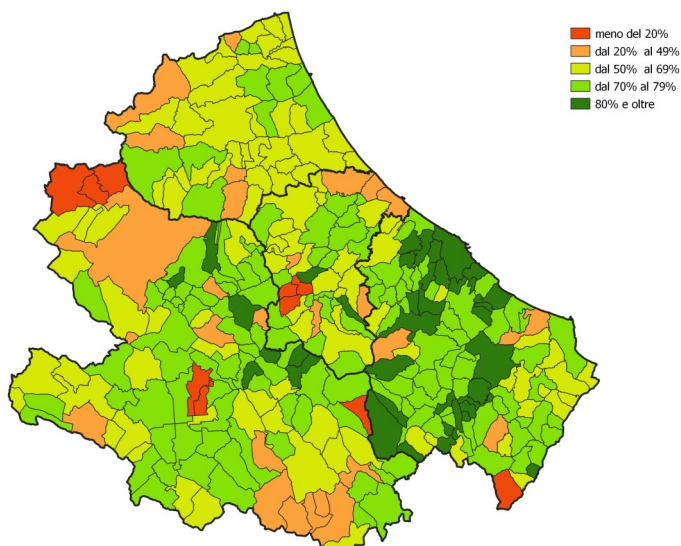 meno del 20%
dal 20% al 49%
dal 50% al 69%
dal 70% al 79%
80% e oltre